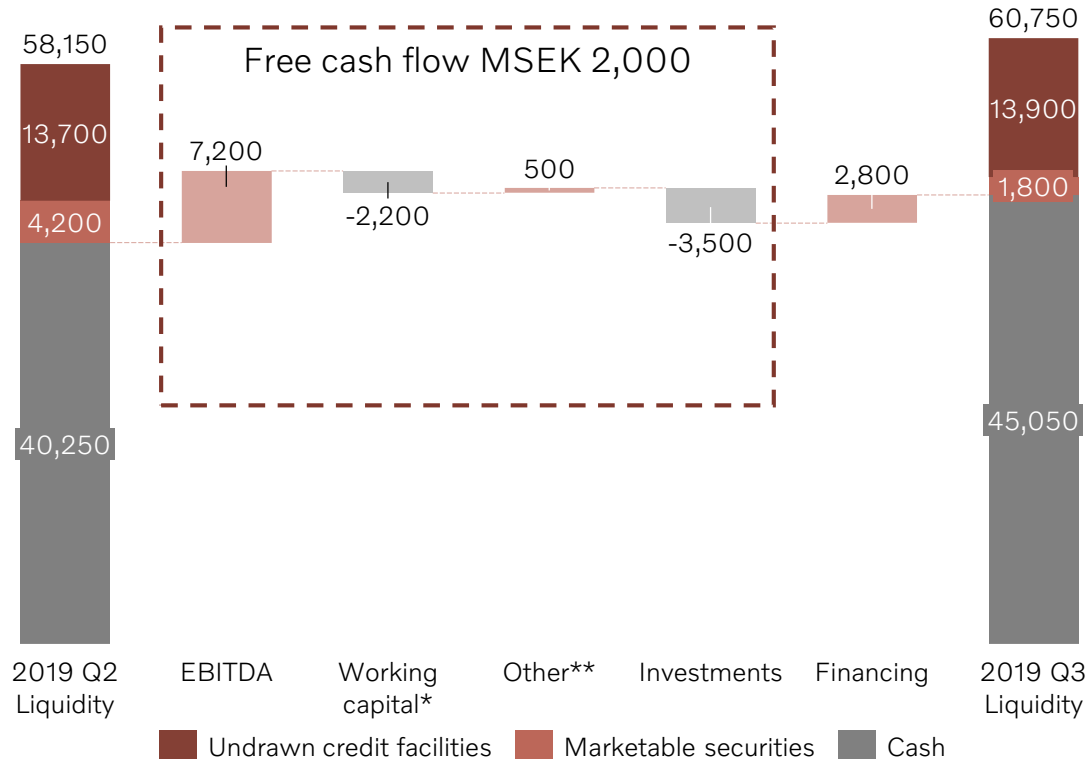 58,150
13,700
4,200
40,250
Free cash flow MSEK 2,000
7,200
-2,200
500
-3,500
2,800
60,750
13,900
1,800
45,050
2019 Q2
Liquidity
EBITDA
Working
capital*
Other**
Investments
Financing
2019 Q3
Liquidity
Undrawn credit facilities
Marketable securities
Cash